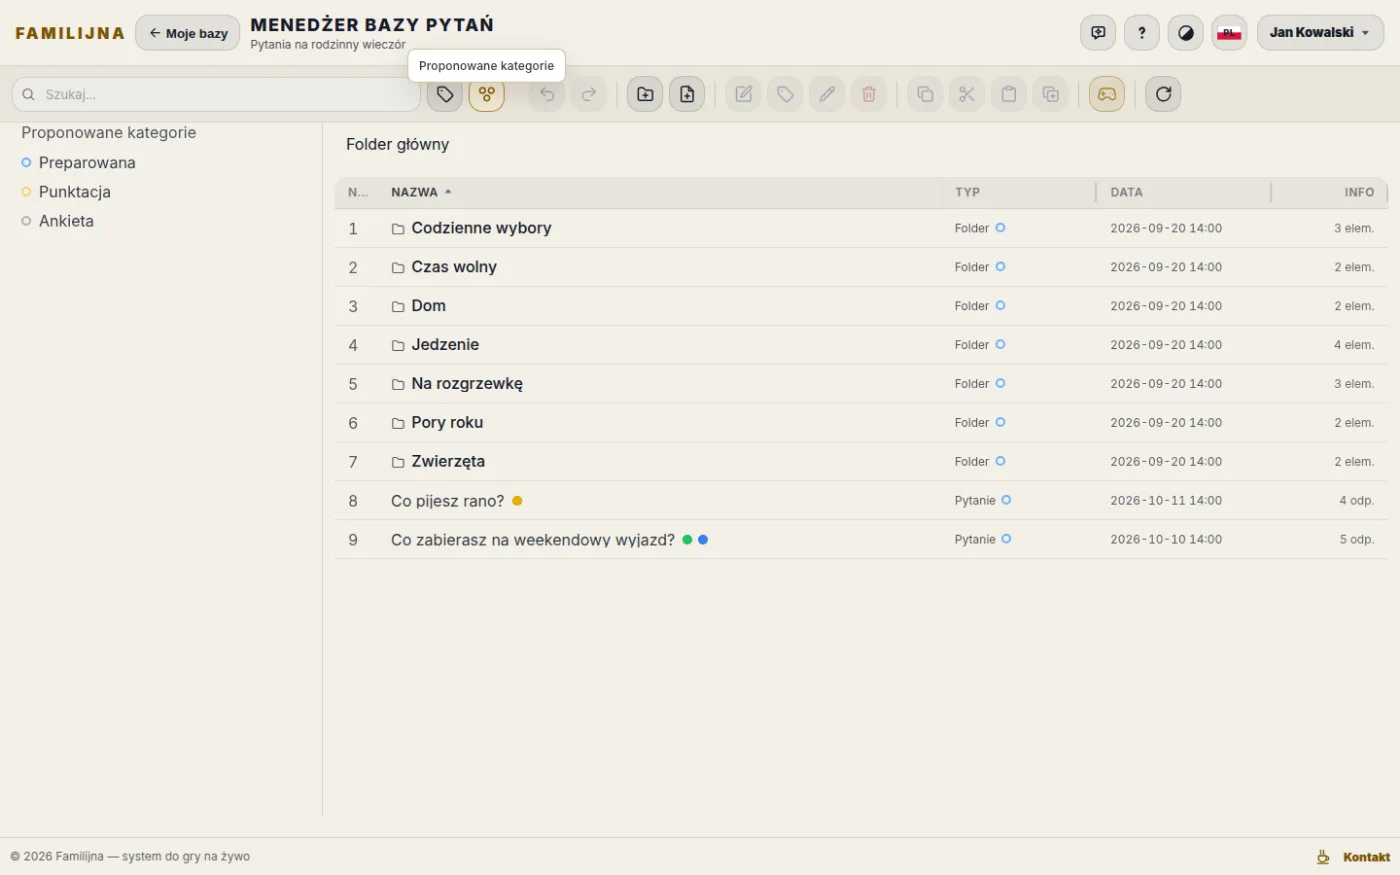 FAMILIJNA
← Moje bazy
MENEDŻER BAZY PYTAŃ
Pytania na rodzinny wieczór
?
PL
Jan Kowalski
Proponowane kategorie
Szukaj...
Proponowane kategorie
Preparowana
Punktacja
Ankieta
Folder główny
N... NAZWA TYP DATA INFO
1 Codzienne wybory Folder 2026-09-20 14:00 3 elem.
2 Czas wolny Folder 2026-09-20 14:00 2 elem.
3 Dom Folder 2026-09-20 14:00 2 elem.
4 Jedzenie Folder 2026-09-20 14:00 4 elem.
5 Na rozgrzewkę Folder 2026-09-20 14:00 3 elem.
6 Pory roku Folder 2026-09-20 14:00 2 elem.
7 Zwierzęta Folder 2026-09-20 14:00 2 elem.
8 Co pijesz rano? Pytanie 2026-10-11 14:00 4 odp.
9 Co zabierasz na weekendowy wyjazd? Pytanie 2026-10-10 14:00 5 odp.
© 2026 Familijna — system do gry na żywo
Kontakt